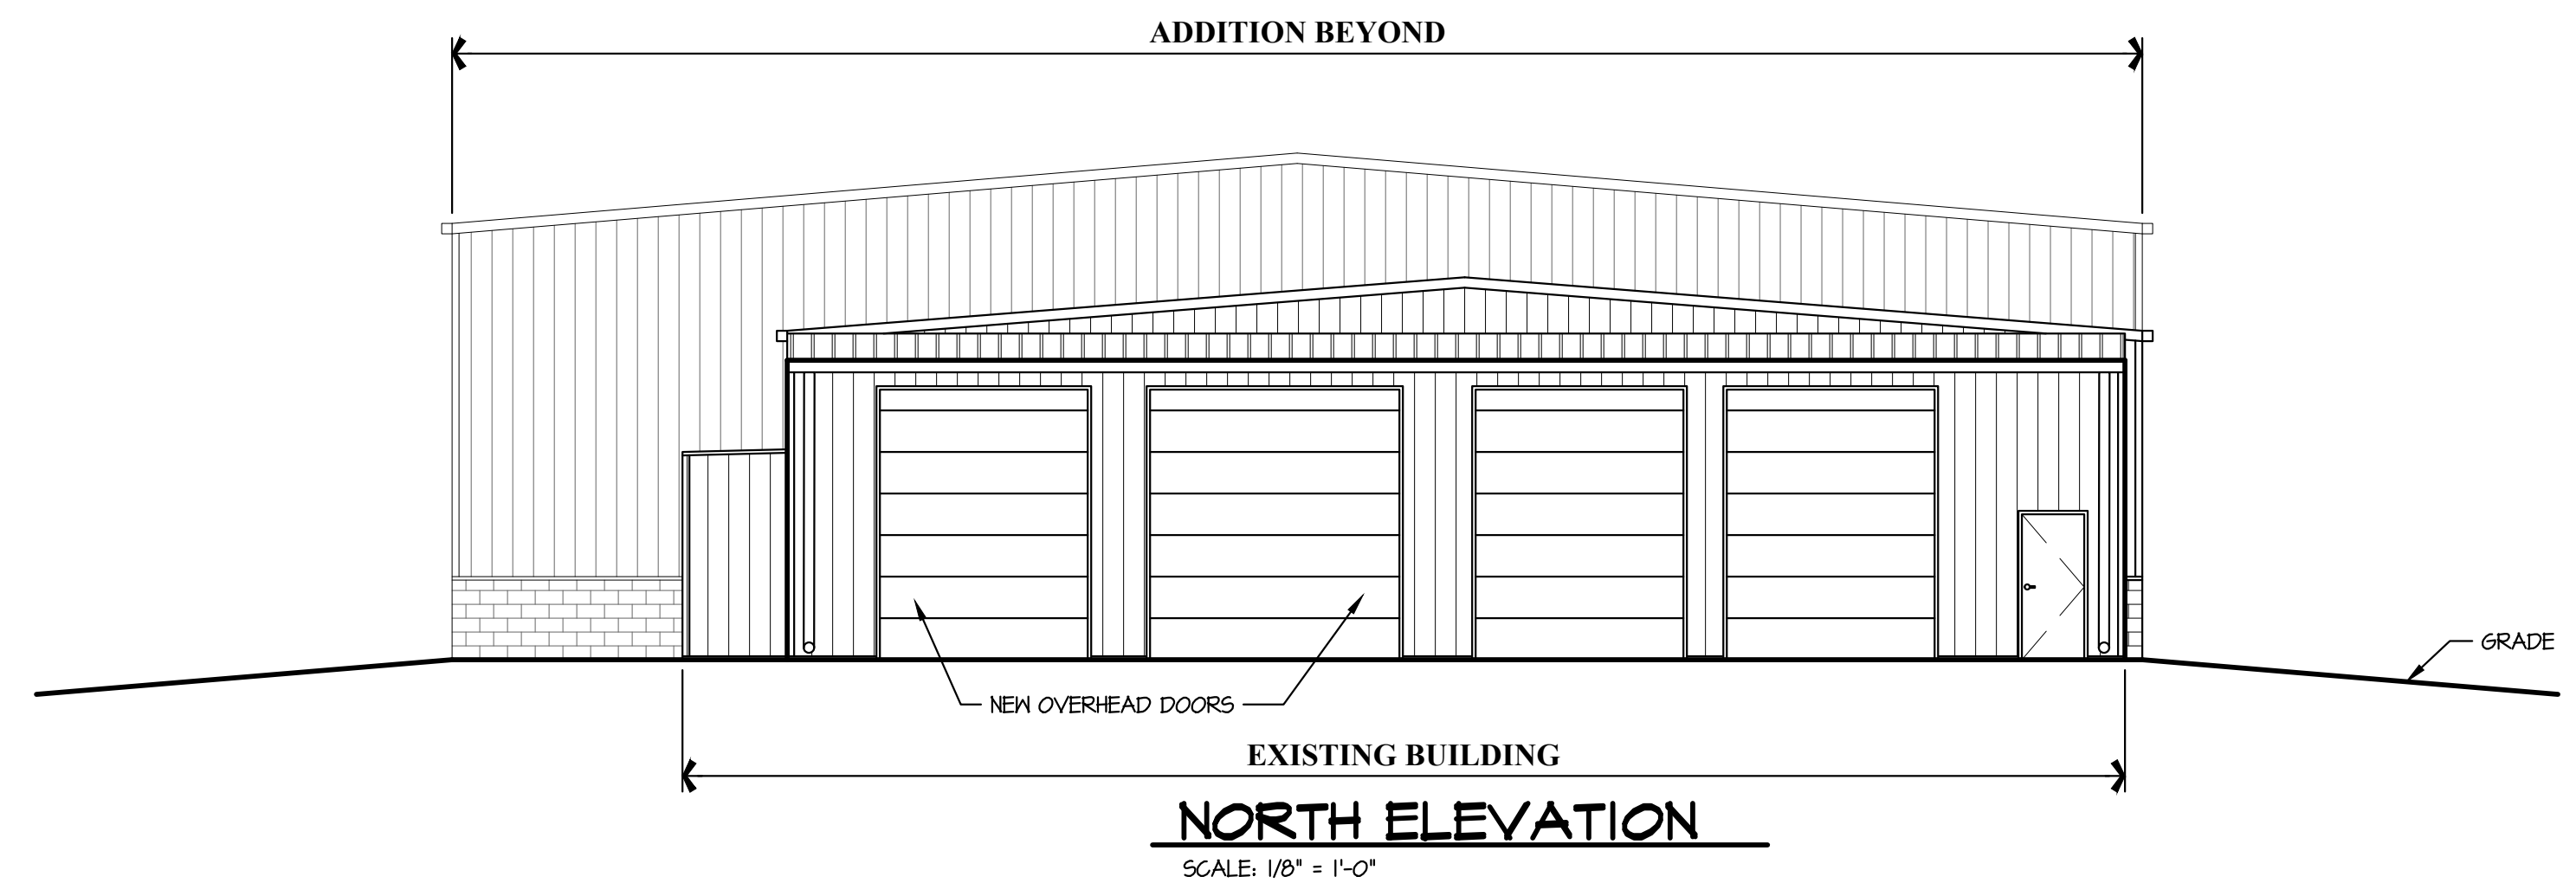 ADDITION BEYOND
GRADE
NEW OVERHEAD DOORS
EXISTING BUILDING
NORTH ELEVATION
SCALE: 1/8" = 1'-0"